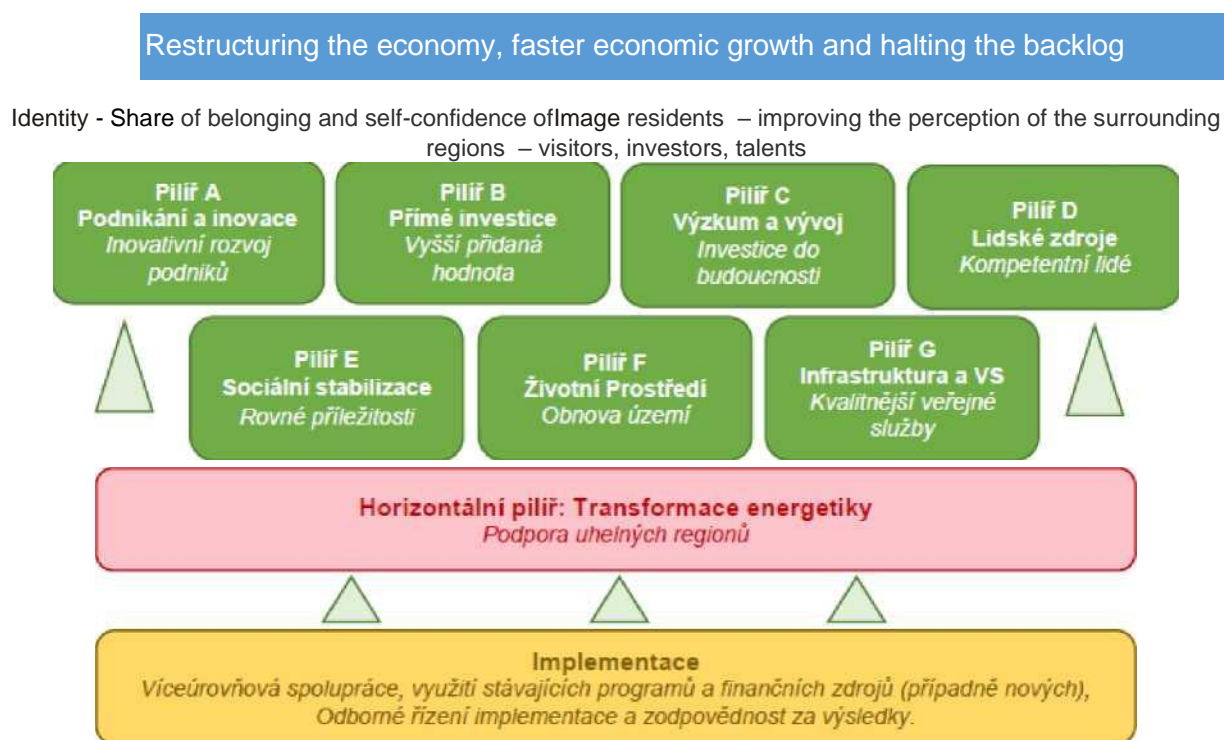 Restructuring the economy, faster economic growth and halting the backlog
Identity - Share of belonging and self-confidence ofImage residents – improving the perception of the surrounding
regions – visitors, investors, talents
Pilíř A
Podnikání a inovace
Inovativní rozvoj
podniků
Pilíř B
Přímé investice
Vyšší přidaná
hodnota
Pilíř C
Výzkum a vývoj
Investice do
budoucnosti
Pilíř D
Lidské zdroje
Kompetentní lidé
Pilíř E
Sociální stabilizace
Rovné příležitosti
Pilíř F
Životní Prostředí
Obnova území
Pilíř G
Infrastruktura a VS
Kvalitnější veřejné
služby
Horizontální pilíř: Transformace energetiky
Podpora uhelných regionů
Implementace
Víceúrovňová spolupráce, využití stávajících programů a finančních zdrojů (případně nových),
Odborné řízení implementace a zodpovědnost za výsledky.